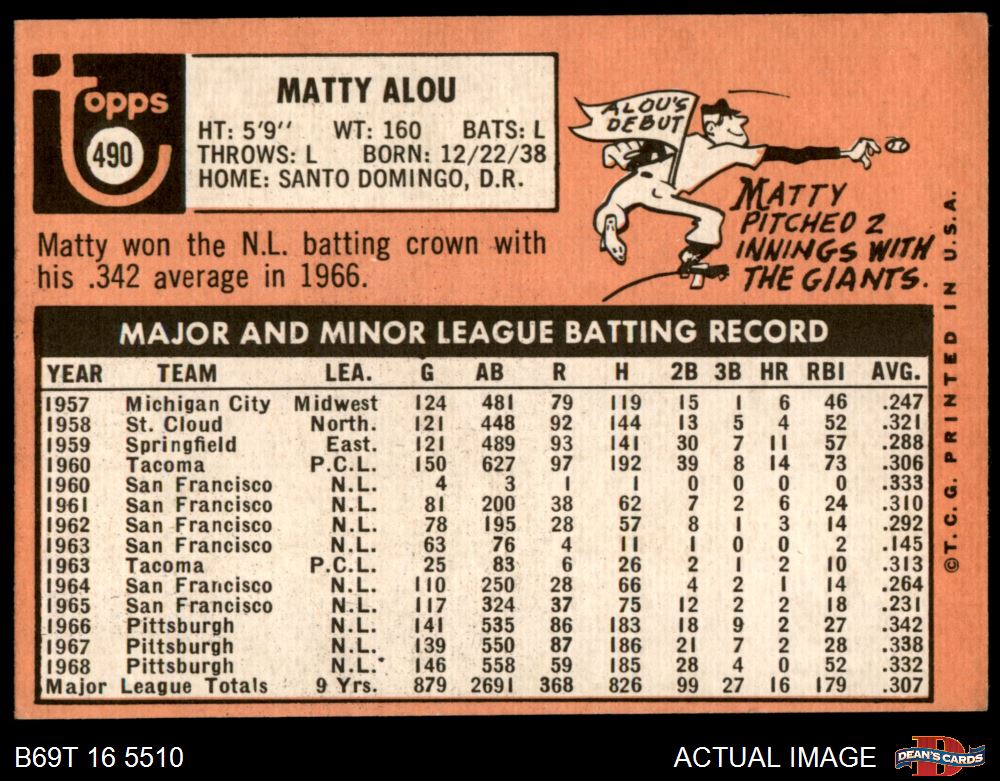 Topps
490
MATTY ALOU
HT: 5'9'' WT: 160 BATS: L
THROWS: L BORN: 12/22/38
HOME: SANTO DOMINGO, D.R.
ALOU'S
DEBUT
MATTY
PITCHED 2
INNINGS WITH
THE GIANTS.
Matty won the N.L. batting crown with
his .342 average in 1966.
MAJOR AND MINOR LEAGUE BATTING RECORD
YEAR TEAM LEA. G AB R H 2B 3B HR RBI AVG.
1957 Michigan City Midwest 124 481 79 119 15 1 6 46 .247
1958 St. Cloud North. 121 448 92 144 13 5 4 52 .321
1959 Springfield East. 121 489 93 141 30 7 11 57 .288
1960 Tacoma P.C.L. 150 627 97 192 39 8 14 73 .306
1960 San Francisco N.L. 4 3 1 1 0 0 0 0 .333
1961 San Francisco N.L. 81 200 38 62 7 2 6 24 .310
1962 San Francisco N.L. 78 195 28 57 8 1 3 14 .292
1963 San Francisco N.L. 63 76 4 11 1 0 0 2 .145
1963 Tacoma P.C.L. 25 83 6 26 2 1 2 10 .313
1964 San Francisco N.L. 110 250 28 66 4 2 1 14 .264
1965 San Francisco N.L. 117 324 37 75 12 2 2 18 .231
1966 Pittsburgh N.L. 141 535 86 183 18 9 2 27 .342
1967 Pittsburgh N.L. 139 550 87 186 21 7 2 28 .338
1968 Pittsburgh N.L. 146 558 59 185 28 4 0 52 .332
Major League Totals 9 Yrs. 879 2691 368 826 99 27 16 179 .307
©T.C.G. PRINTED IN U.S.A.
B69T 16 5510
ACTUAL IMAGE
D
DEAN'S CARDS